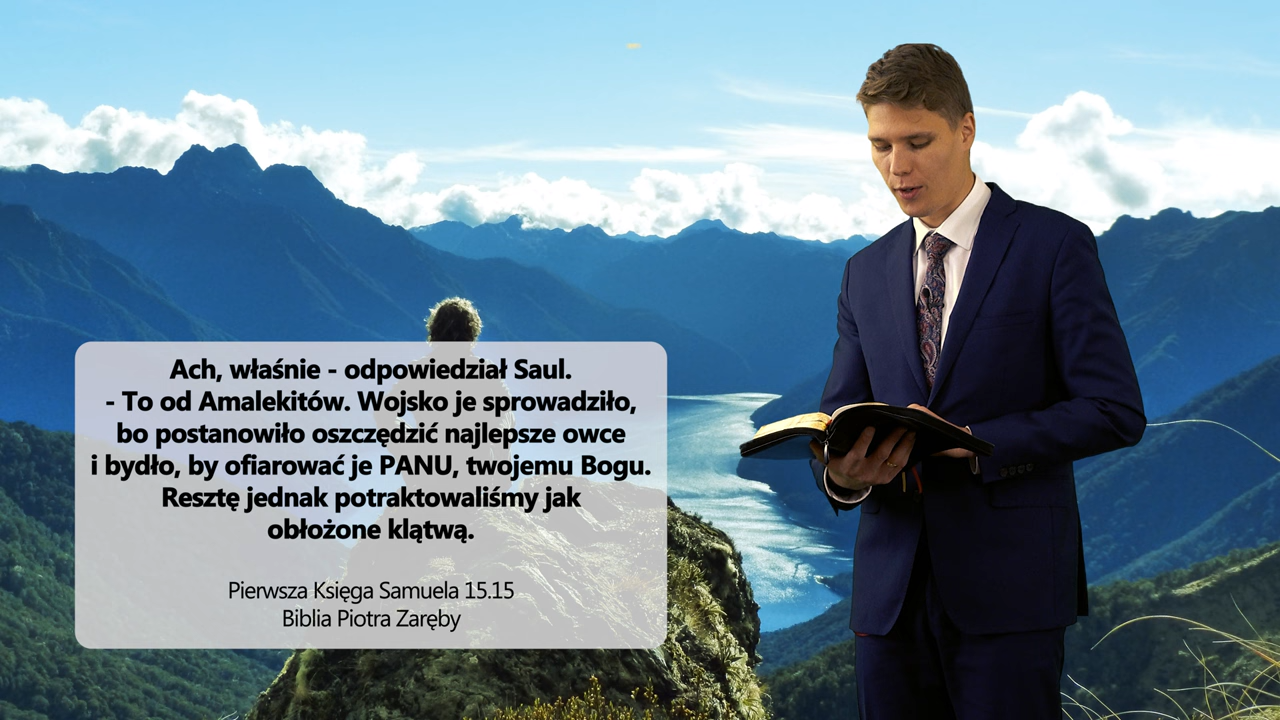 Ach, właśnie - odpowiedział Saul.
- To od Amalekitów. Wojsko je sprowadziło,
bo postanowiło oszczędzić najlepsze owce
i bydło, by ofiarować je PANU, twojemu Bogu.
Resztę jednak potraktowaliśmy jak
obłożone klątwą.
Pierwsza Księga Samuela 15.15
Biblia Piotra Zaręby